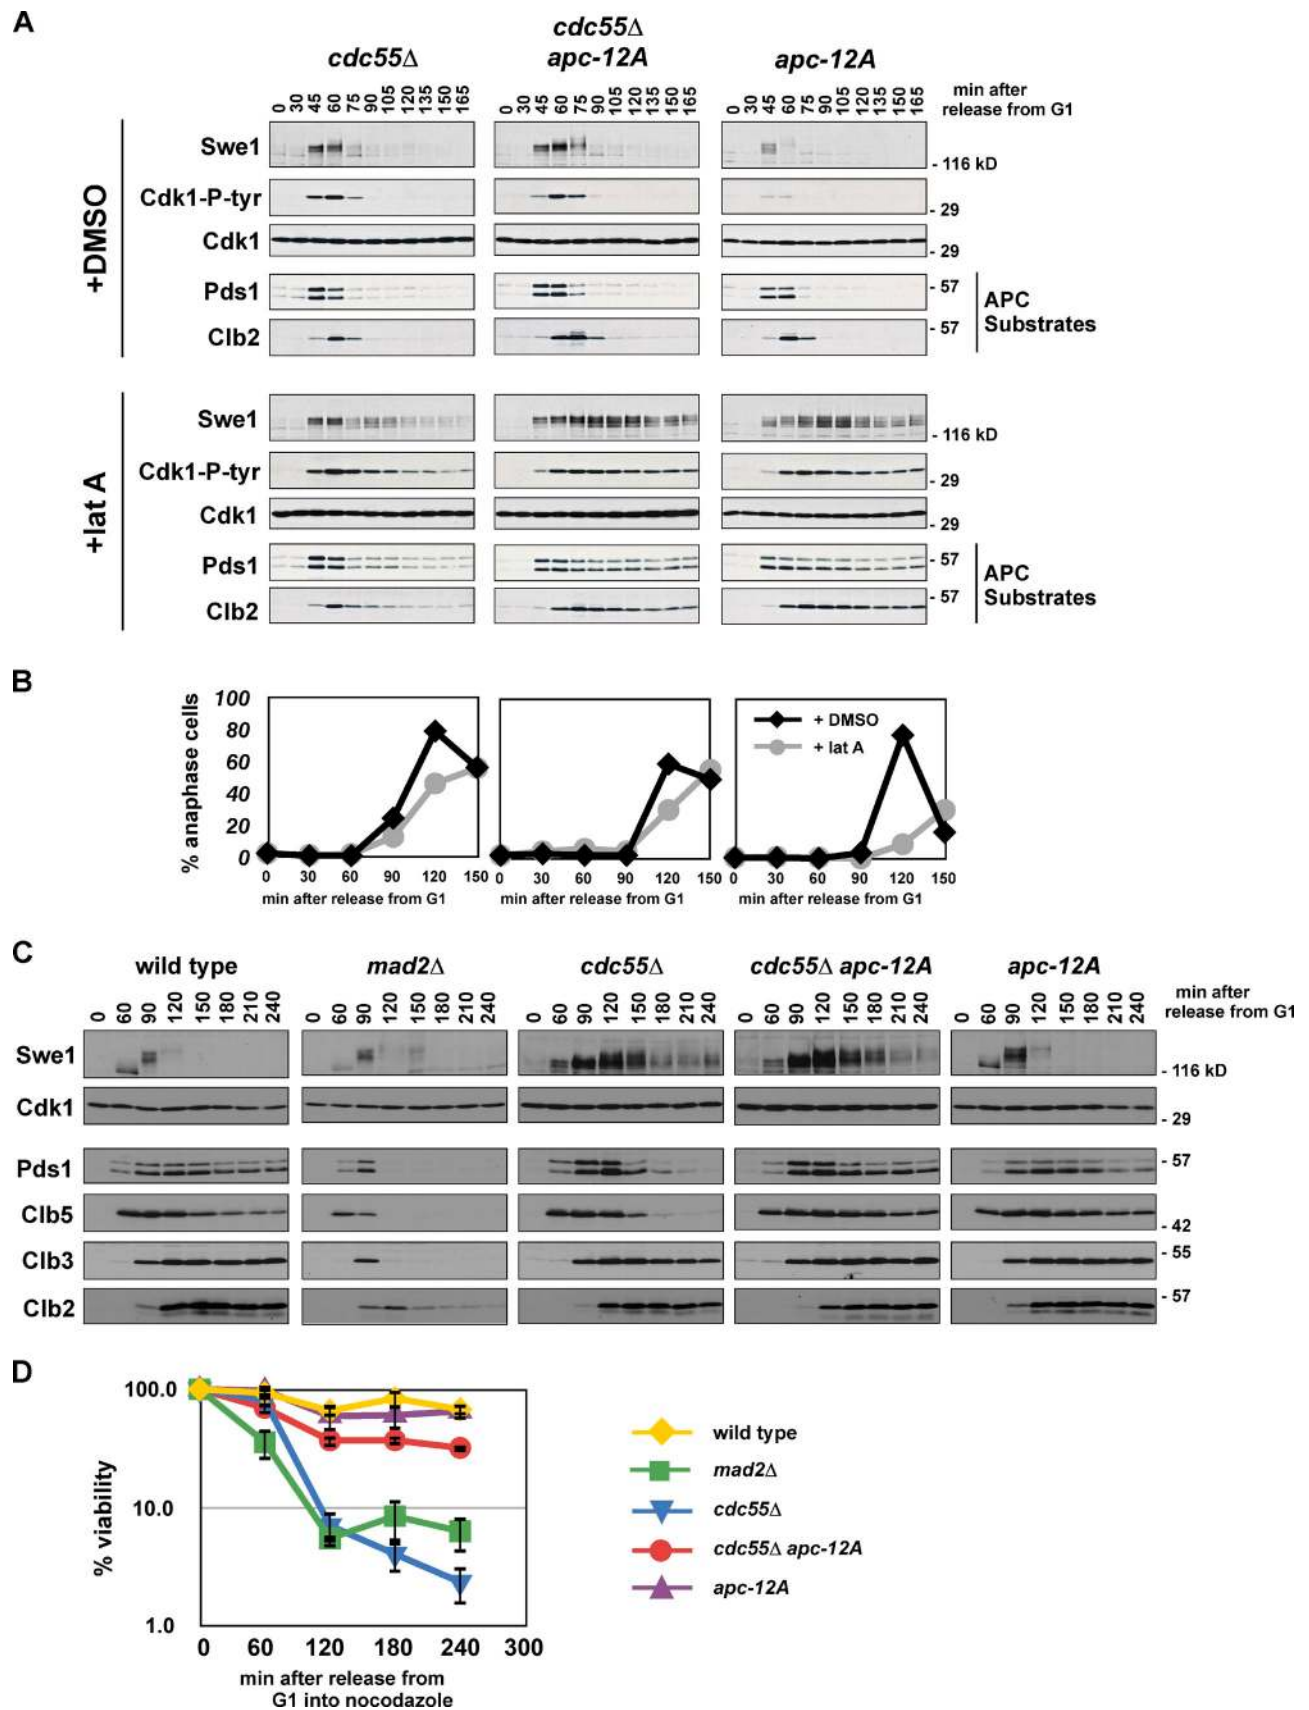 A
cdc55Δ
cdc55Δ
apc-12A
apc-12A
0 30 45 60 75 90 105 120 135 150 165
0 30 45 60 75 90 105 120 135 150 165
0 30 45 60 75 90 105 120 135 150 165
min after
release from G1
+DMSO
Swe1
- 116 kD
Cdk1-P-tyr
- 29
Cdk1
- 29
Pds1
- 57
Clb2
- 57
APC
Substrates
+lat A
Swe1
- 116 kD
Cdk1-P-tyr
- 29
Cdk1
- 29
Pds1
- 57
Clb2
- 57
APC
Substrates
B
% anaphase cells
100
80
60
40
20
0
+ DMSO
+ lat A
0 30 60 90 120 150
0 30 60 90 120 150
0 30 60 90 120 150
min after release from G1
min after release from G1
min after release from G1
C
wild type
mad2Δ
cdc55Δ
cdc55Δ apc-12A
apc-12A
0 60 90 120 150 180 210 240
0 60 90 120 150 180 210 240
0 60 90 120 150 180 210 240
0 60 90 120 150 180 210 240
0 60 90 120 150 180 210 240
min after
release from G1
Swe1
- 116 kD
Cdk1
- 29
Pds1
- 57
Clb5
- 42
Clb3
- 55
Clb2
- 57
D
% viability
100.0
10.0
1.0
0 60 120 180 240 300
min after release from
G1 into nocodazole
wild type
mad2Δ
cdc55Δ
cdc55Δ apc-12A
apc-12A